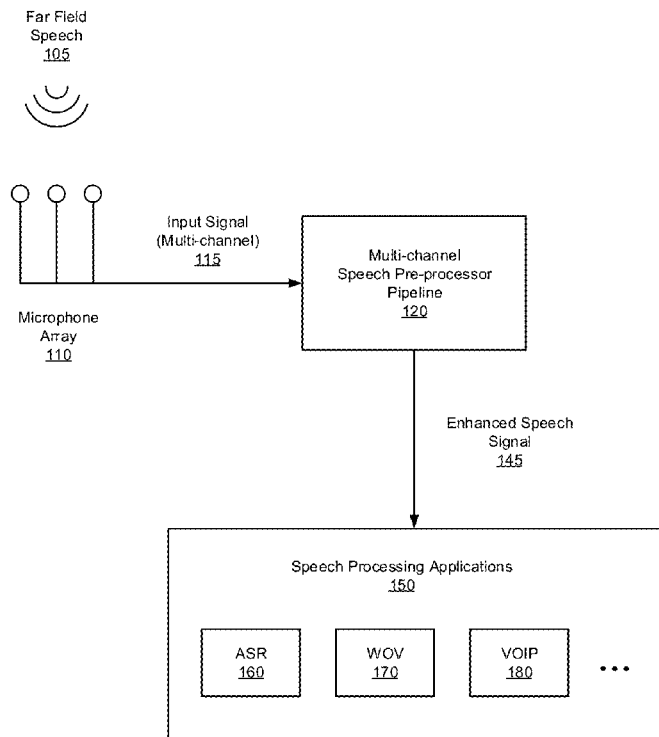 Far Field
Speech
105
Input Signal
(Multi-channel)
115
Multi-channel
Speech Pre-processor
Pipeline
120
Microphone
Array
110
Enhanced Speech
Signal
145
Speech Processing Applications
150
ASR
160
WOV
170
VOIP
180